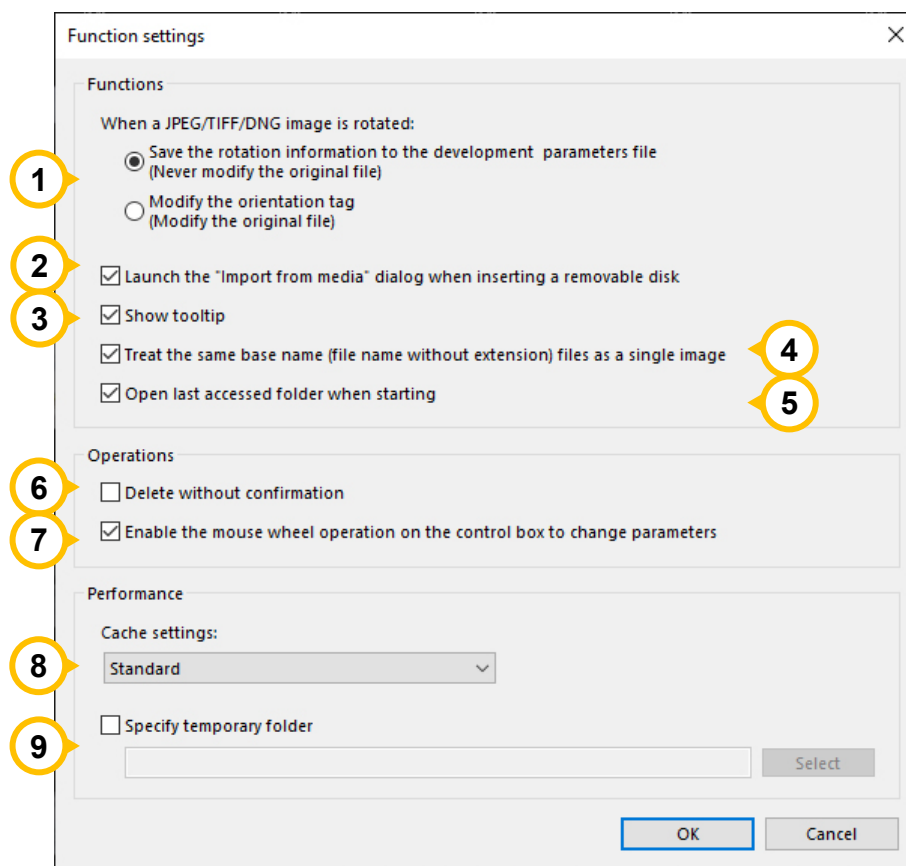 Function settings
Functions
When a JPEG/TIFF/DNG image is rotated:
Save the rotation information to the development parameters file
(Never modify the original file)
1
Modify the orientation tag
(Modify the original file)
2
Launch the "Import from media" dialog when inserting a removable disk
3
Show tooltip
Treat the same base name (file name without extension) files as a single image
4
Open last accessed folder when starting
5
Operations
6
Delete without confirmation
7
Enable the mouse wheel operation on the control box to change parameters
Performance
Cache settings:
8
Standard
Specify temporary folder
9
Select
OK
Cancel